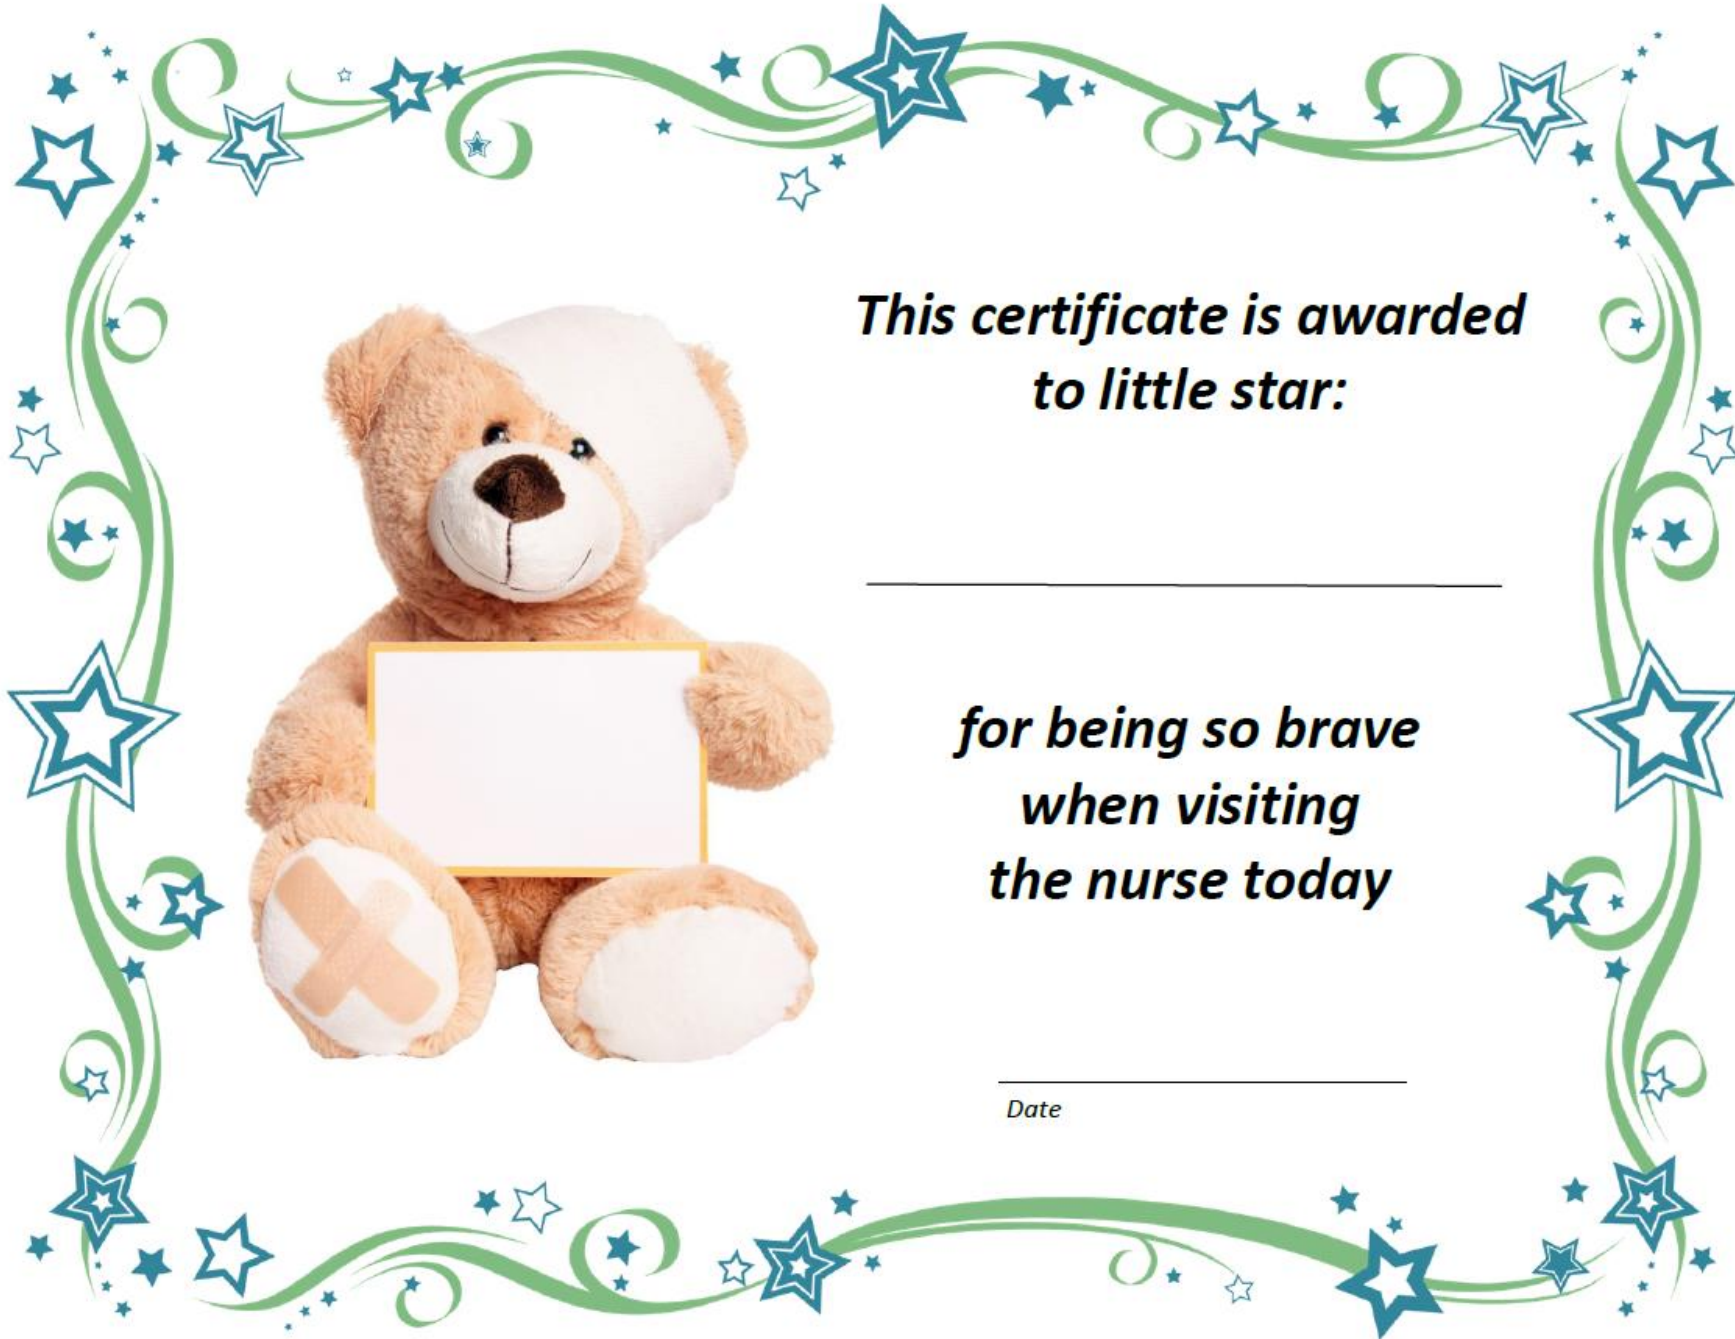 This certificate is awarded
to little star:
for being so brave
when visiting
the nurse today
Date